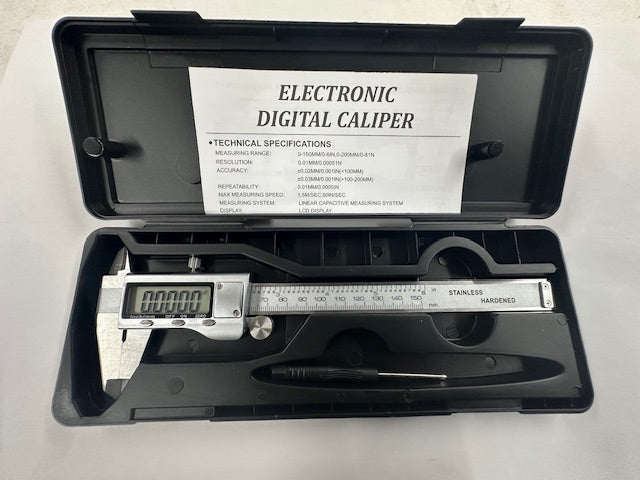 ELECTRONIC
DIGITAL CALIPER
•TECHNICAL SPECIFICATIONS
MEASURING RANGE: 0-150MM/0-6IN,0-200MM/0-81N
RESOLUTION: 0.01MM/0.00051N
ACCURACY: ±0.02MM/0.001IN(<100MM)
±0.03MM/0.001IN(>100-200MM)
REPEATABILITY: 0.01MM/0.0005IN
MAX MEASURING SPEED: 1.5M/SEC,60IN/SEC
MEASURING SYSTEM: LINEAR CAPACITIVE MEASURING SYSTEM
DISPLAY: LCD DISPLAY
OFF ON ZERO
70 80 90 100 110 120 130 140 150
mm
STAINLESS
HARDENED